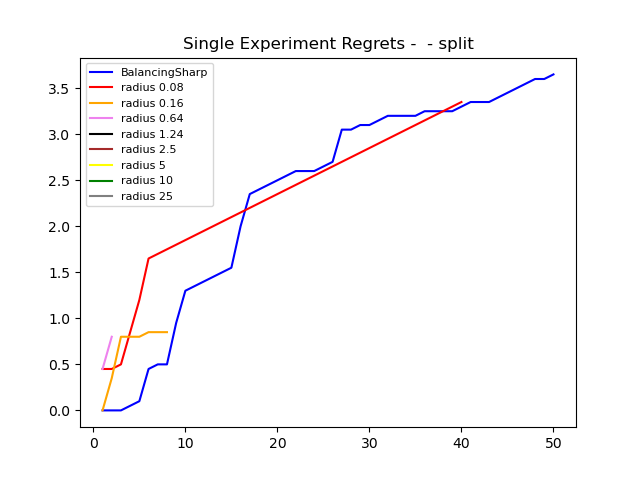 Single Experiment Regrets -  - split
BalancingSharp
radius 0.08
radius 0.16
radius 0.64
radius 1.24
radius 2.5
radius 5
radius 10
radius 25
3.5
3.0
2.5
2.0
1.5
1.0
0.5
0.0
0 10 20 30 40 50